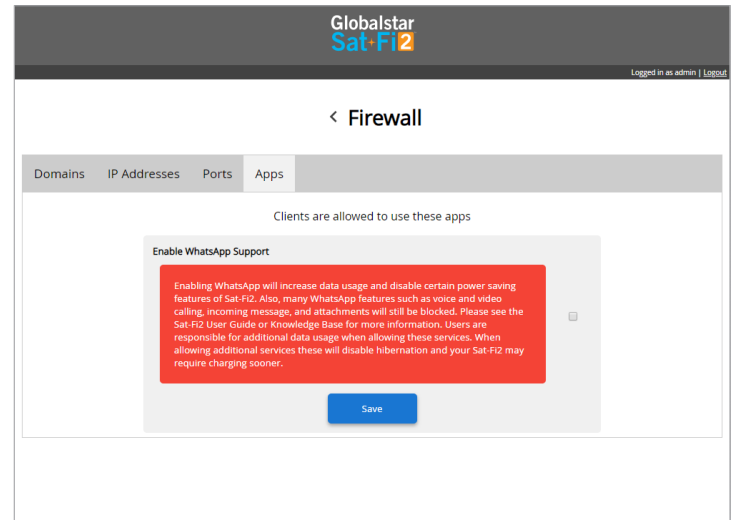 Globalstar
Sat-Fi2
Logged in as admin | Logout
< Firewall
Domains IP Addresses Ports Apps
Clients are allowed to use these apps
Enable WhatsApp Support
Enabling WhatsApp will increase data usage and disable certain power saving
features of Sat-Fi2. Also, many WhatsApp features such as voice and video
calling, incoming message, and attachments will still be blocked. Please see the
Sat-Fi2 User Guide or Knowledge Base for more information. Users are
responsible for additional data usage when allowing these services. When
allowing additional services these will disable hibernation and your Sat-Fi2 may
require charging sooner.
Save